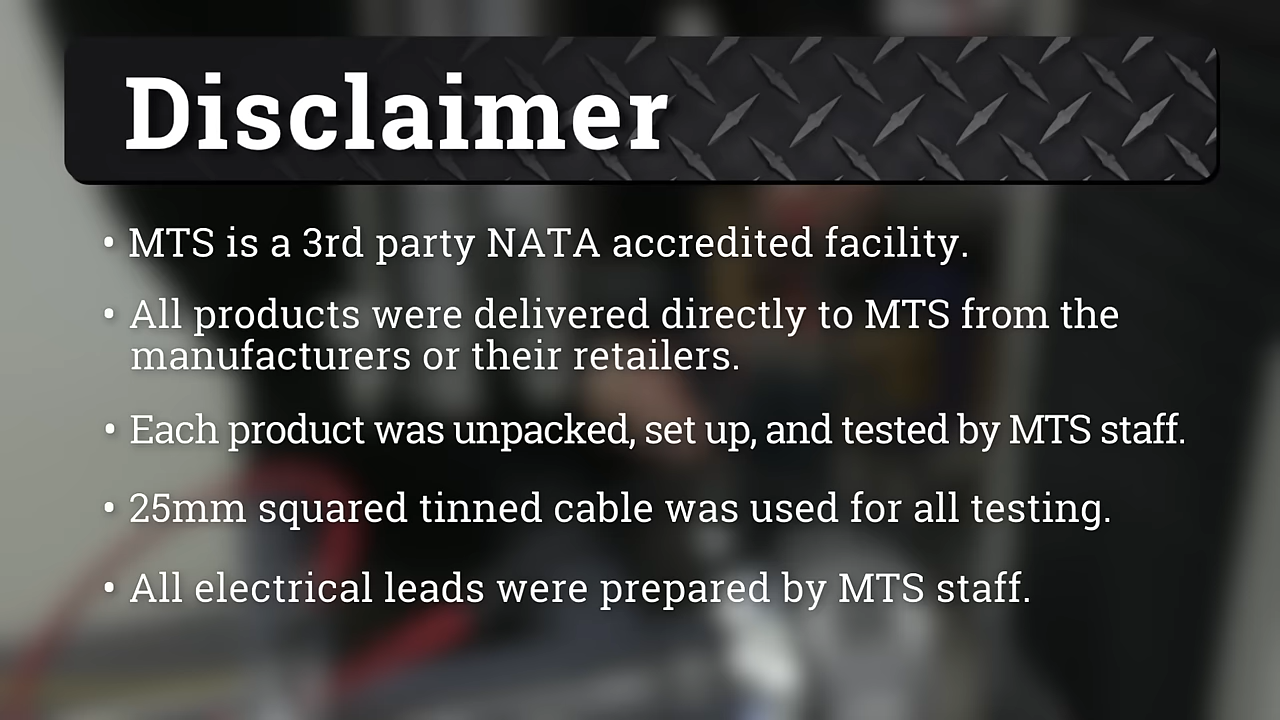 Disclaimer
• MTS is a 3rd party NATA accredited facility.
• All products were delivered directly to MTS from the
manufacturers or their retailers.
• Each product was unpacked, set up, and tested by MTS staff.
• 25mm squared tinned cable was used for all testing.
• All electrical leads were prepared by MTS staff.